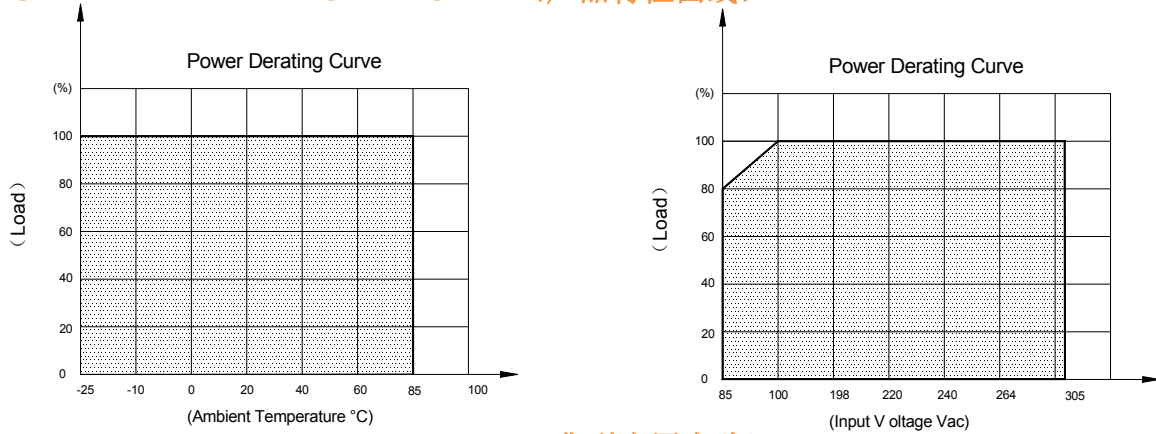 Power Derating Curve
(%)
100
80
60
40
20
0
(Load)
-25 -10 0 20 40 60 85 100
(Ambient Temperature °C)
Power Derating Curve
(%)
100
80
60
40
20
0
(Load)
85 100 198 220 240 264 305
(Input V oltage Vac)